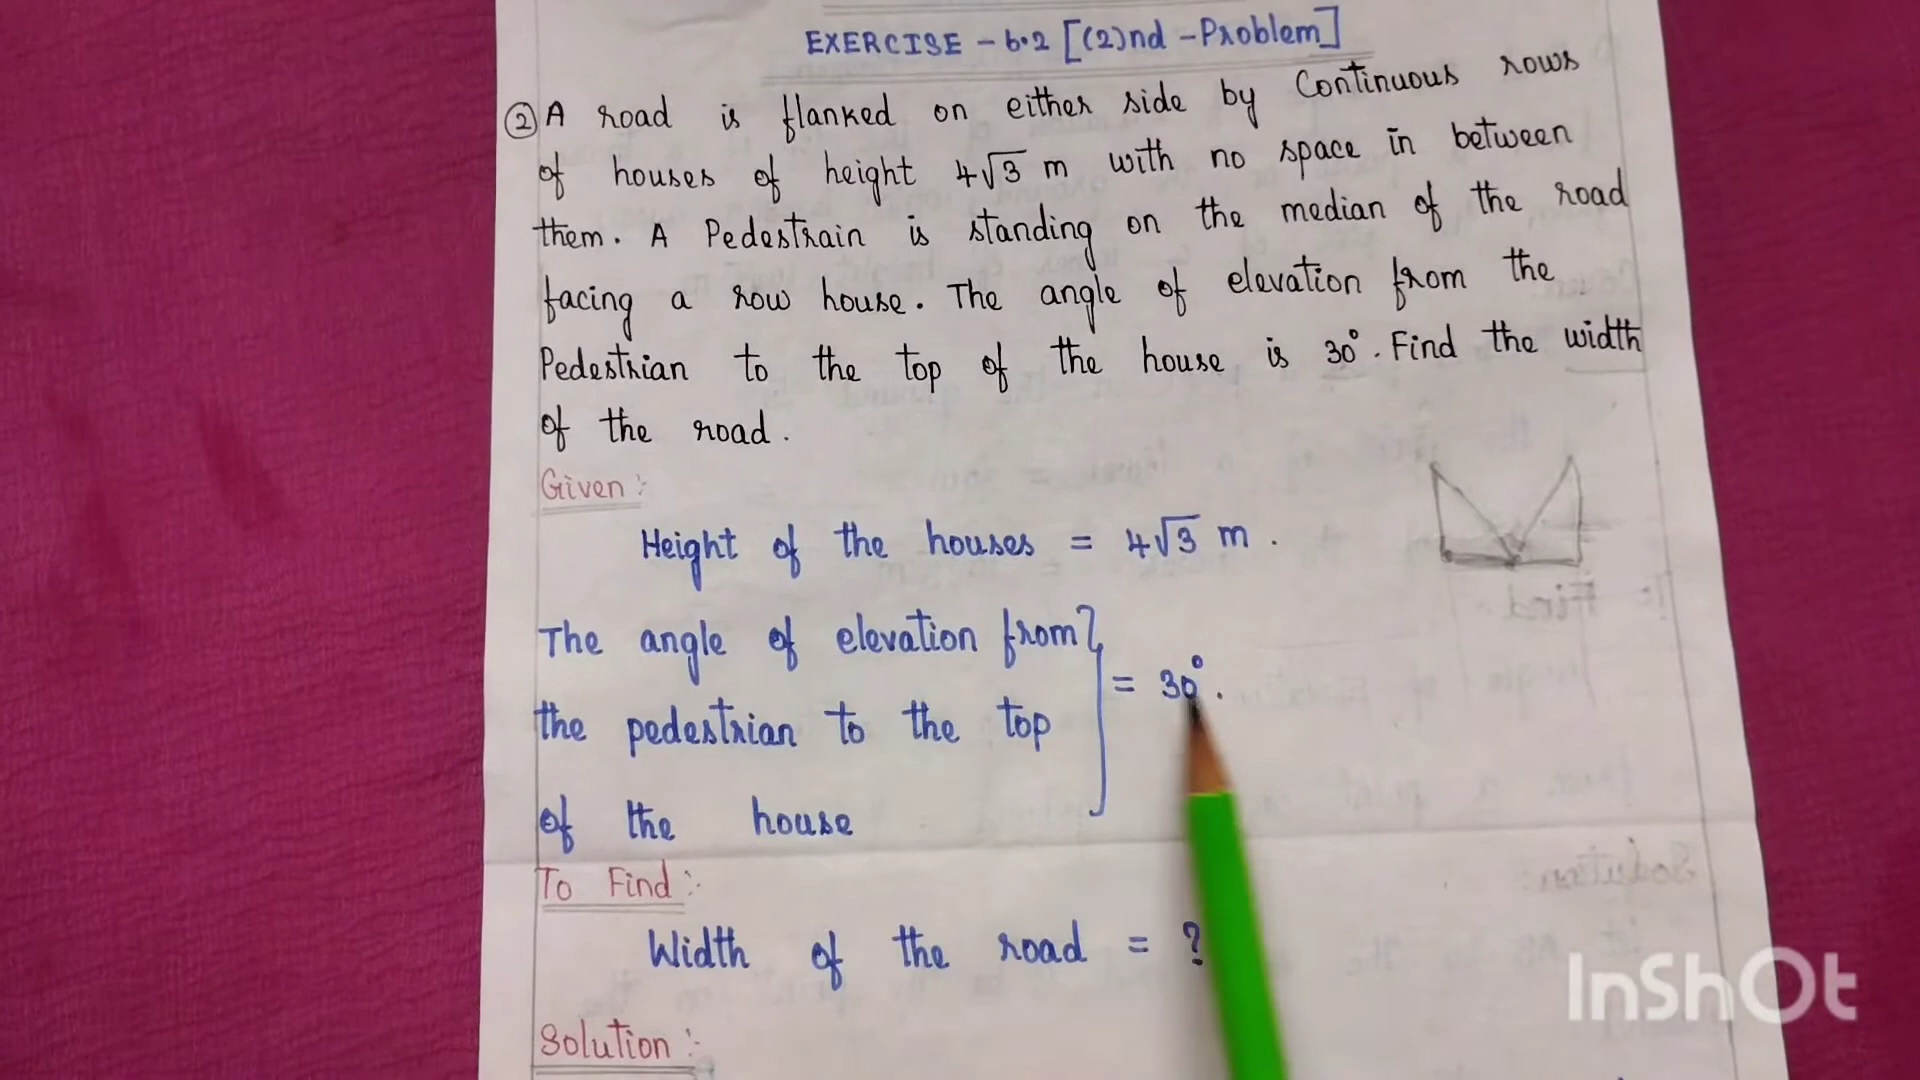 EXERCISE - 6.2 [(2)nd - Problem]
② A road is flanked on either side by Continuous rows
of houses of height 4√3 m with no space in between
them. A Pedestrain is standing on the median of the road
facing a row house. The angle of elevation from the
Pedestrian to the top of the house is 30°. Find the width
of the road.
Given :-
Height of the houses = 4√3 m.
The angle of elevation from
the pedestrian to the top
of the house
= 30°.
To Find :-
Width of the road = ?
Solution :-
InShOt